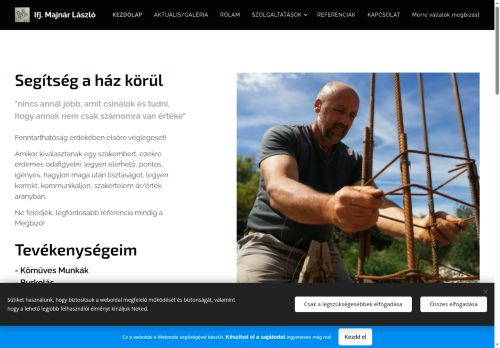 Ifj. Majnár László
KEZDŐLAP
AKTUÁLIS/GALÉRIA
RÓLAM
SZOLGÁLTATÁSOK
REFERENCIÁK
KAPCSOLAT
Merre vállalok megbízást!
Segítség a ház körül
"nincs annál jobb, amit csinálok és tudni,
hogy annak nem csak számomra van értéke"
Fenntarthatóság érdekében elsőre véglegeset!
Amikor kiválasztanak egy szakembert, ezekre
érdemes odafigyelni: legyen elérhető, pontos,
igényes, hagyjon maga után tisztaságot, legyen
korrekt, kommunikáljon, szakértelem ár/érték
arányban.
Ne feledjék, legfontosabb referencia mindig a
Megbízó!
Tevékenységeim
- Kőműves Munkák
- Burkolás
Sütiket használunk, hogy biztosítsuk a weboldal megfelelő működését és biztonságát, valamint
hogy a lehető legjobb felhasználói élményt kínáljuk Neked.
Csak a legszükségesebbek elfogadása
Összes elfogadása
Ez a weboldal a Webnode segítségével készült. Készítsd el a sajátodat ingyenesen még ma!
Kezdd el